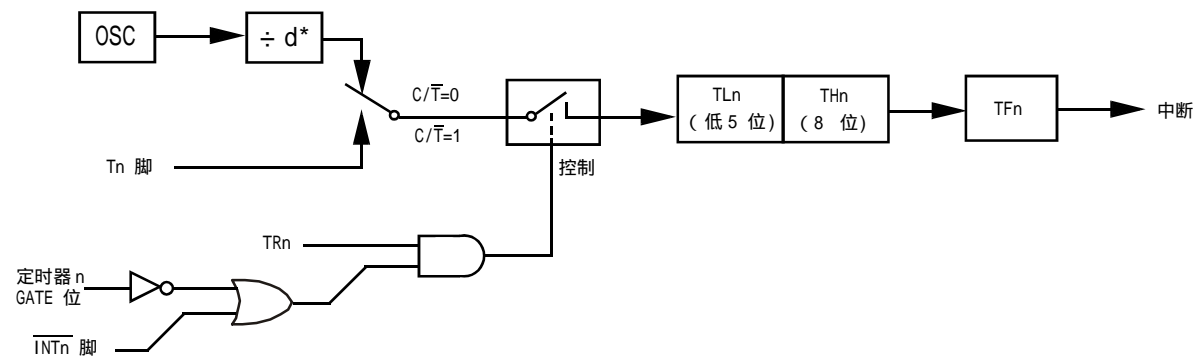 OSC
÷ d*
C/T̅=0
C/T̅=1
Tn 脚
控制
TLn
(低5 位)
THn
(8 位)
TFn
中断
TRn
定时器n
GATE 位
I̅N̅T̅n̅ 脚